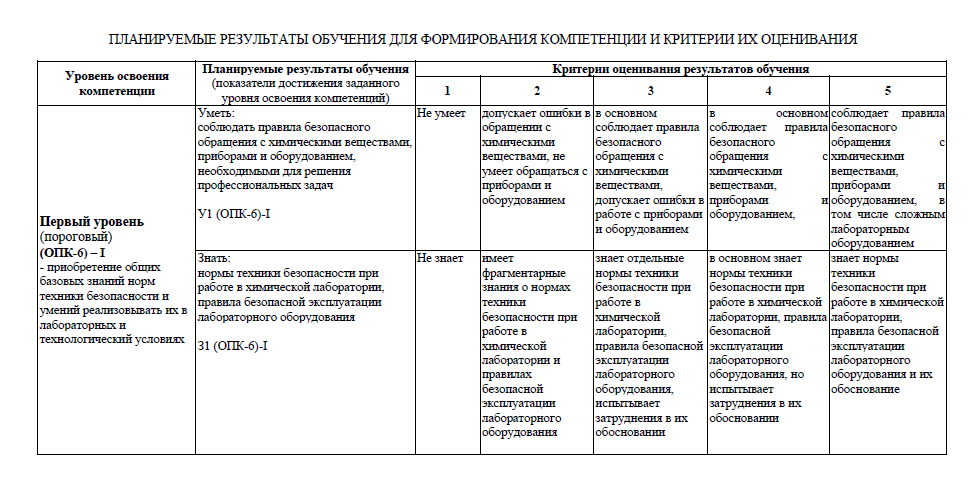 ПЛАНИРУЕМЫЕ РЕЗУЛЬТАТЫ ОБУЧЕНИЯ ДЛЯ ФОРМИРОВАНИЯ КОМПЕТЕНЦИИ И КРИТЕРИИ ИХ ОЦЕНИВАНИЯ
Уровень освоения
компетенции
Планируемые результаты обучения
(показатели достижения заданного
уровня освоения компетенций)
Критерии оценивания результатов обучения
1
2
3
4
5
Первый уровень
(пороговый)
(ОПК-6) – I
- приобретение общих
базовых знаний норм
техники безопасности и
умений реализовывать их в
лабораторных и
технологический условиях
Уметь:
соблюдать правила безопасного
обращения с химическими веществами,
приборами и оборудованием,
необходимыми для решения
профессиональных задач
У1 (ОПК-6)-I
Не умеет
допускает ошибки в
обращении с
химическими
веществами, не
умеет обращаться с
приборами и
оборудованием
в основном
соблюдает правила
безопасного
обращения с
химическими
веществами,
допускает ошибки в
работе с приборами
и оборудованием
в основном
соблюдает правила
безопасного
обращения с
химическими
веществами,
приборами и
оборудованием,
соблюдает правила
безопасного
обращения с
химическими
веществами,
приборами и
оборудованием, в
том числе сложным
лабораторным
оборудованием
Знать:
нормы техники безопасности при
работе в химической лаборатории,
правила безопасной эксплуатации
лабораторного оборудования
З1 (ОПК-6)-I
Не знает
имеет
фрагментарные
знания о нормах
техники
безопасности при
работе в
химической
лаборатории и
правилах
безопасной
эксплуатации
лабораторного
оборудования
знает отдельные
нормы техники
безопасности при
работе в
химической
лаборатории,
правила безопасной
эксплуатации
лабораторного
оборудования,
испытывает
затруднения в их
обосновании
в основном знает
нормы техники
безопасности при
работе в химической
лаборатории, правила
безопасной
эксплуатации
лабораторного
оборудования, но
испытывает
затруднения в их
обосновании
знает нормы
техники
безопасности при
работе в химической
лаборатории,
правила безопасной
эксплуатации
лабораторного
оборудования и их
обоснование